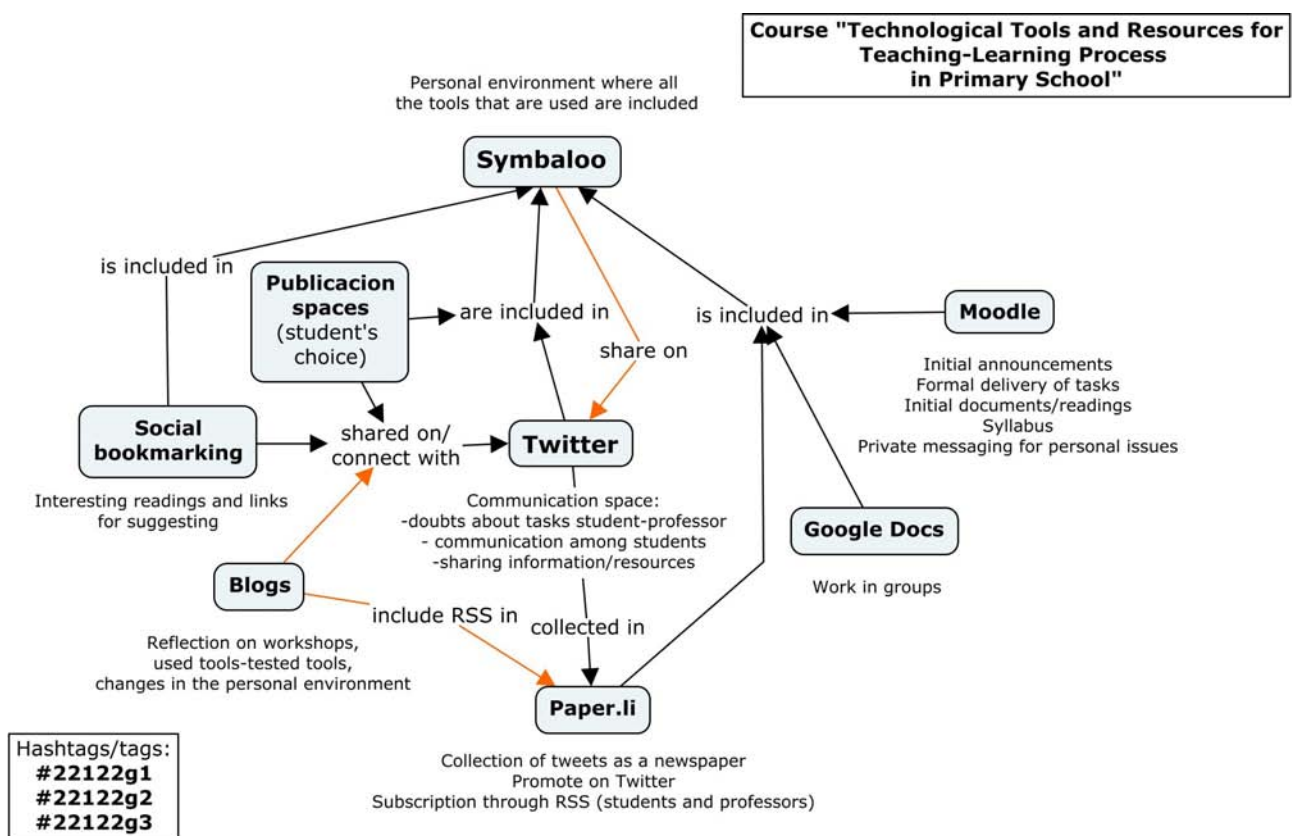 Course "Technological Tools and Resources for
Teaching-Learning Process
in Primary School"
Personal environment where all
the tools that are used are included
Symbaloo
is included in
Publicacion
spaces
(student's
choice)
are included in
is included in
Moodle
share on
Initial announcements
Formal delivery of tasks
Initial documents/readings
Syllabus
Private messaging for personal issues
Social
bookmarking
shared on/
connect with
Twitter
Interesting readings and links
for suggesting
Communication space:
-doubts about tasks student-professor
- communication among students
-sharing information/resources
Google Docs
Work in groups
Blogs
include RSS in
collected in
Reflection on workshops,
used tools-tested tools,
changes in the personal environment
Paper.li
Collection of tweets as a newspaper
Promote on Twitter
Subscription through RSS (students and professors)
Hashtags/tags:
#22122g1
#22122g2
#22122g3